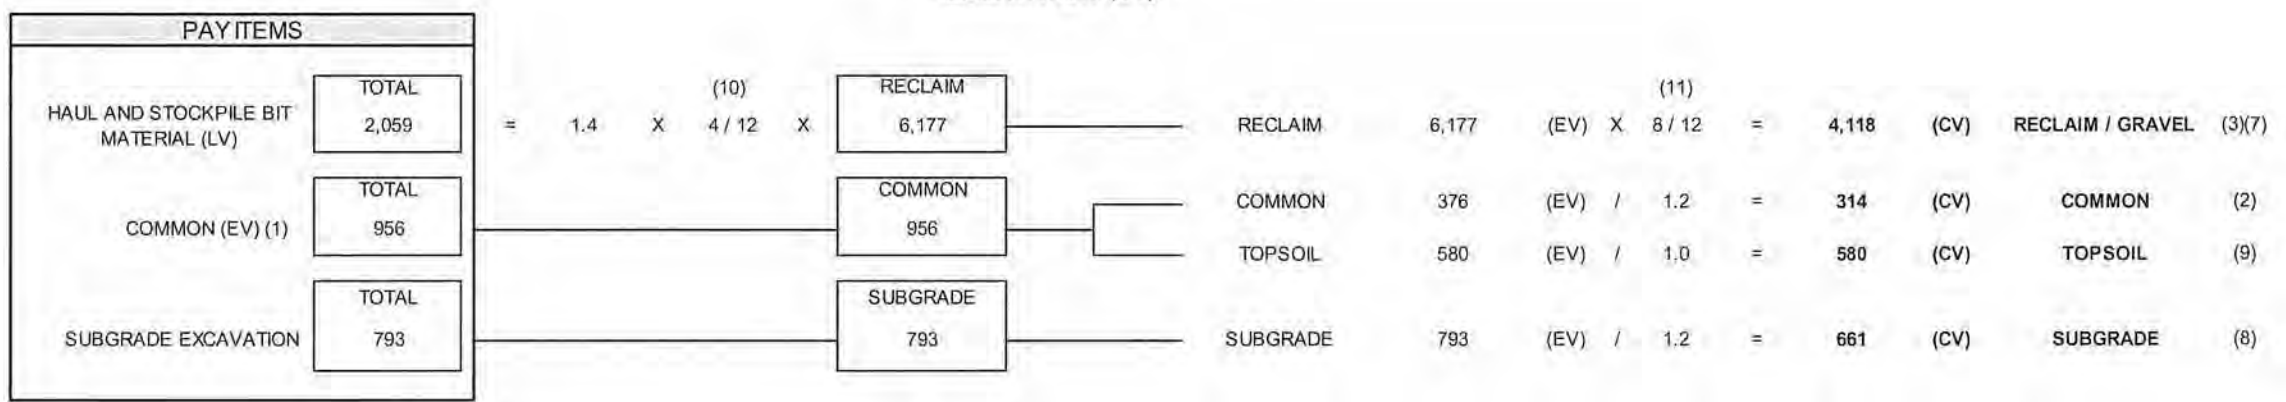 PAY ITEMS
TOTAL (10) RECLAIM (11)
HAUL AND STOCKPILE BIT MATERIAL (LV) 2,059 = 1.4 X 4 / 12 X 6,177 RECLAIM 6,177 (EV) X 8 / 12 = 4,118 (CV) RECLAIM / GRAVEL (3)(7)
TOTAL COMMON
COMMON 376 (EV) / 1.2 = 314 (CV) COMMON (2)
COMMON (EV) (1) 956 956
TOPSOIL 580 (EV) / 1.0 = 580 (CV) TOPSOIL (9)
TOTAL SUBGRADE
SUBGRADE EXCAVATION 793 793 SUBGRADE 793 (EV) / 1.2 = 661 (CV) SUBGRADE (8)